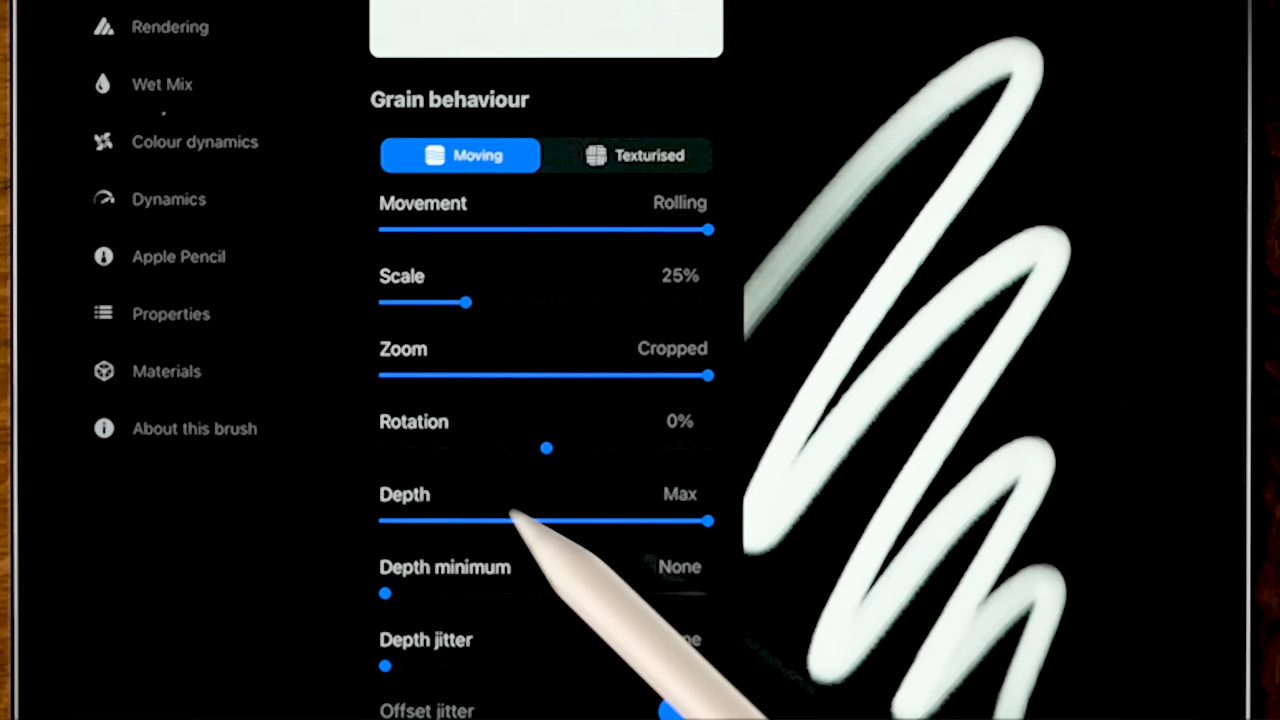 Rendering
Wet Mix
Colour dynamics
Dynamics
Apple Pencil
Properties
Materials
About this brush
Grain behaviour
Moving Texturised
Movement Rolling
Scale 25%
Zoom Cropped
Rotation 0%
Depth Max
Depth minimum None
Depth jitter
Offset jitter